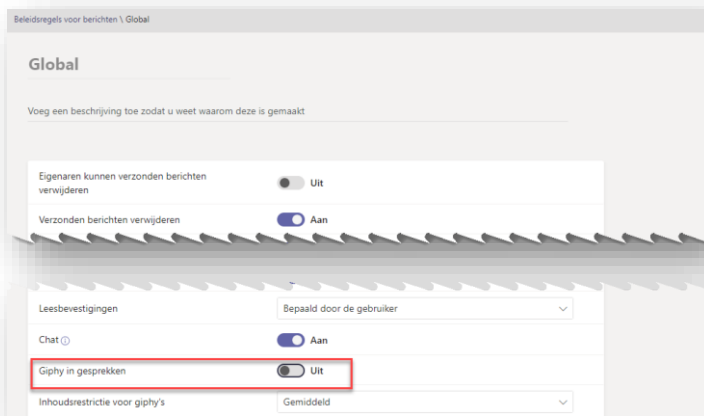 Beleidsregels voor berichten \ Global
Global
Voeg een beschrijving toe zodat u weet waarom deze is gemaakt
Eigenaren kunnen verzonden berichten
verwijderen
Uit
Verzonden berichten verwijderen
Aan
Leesbevestigingen
Bepaald door de gebruiker
Chat
Aan
Giphy in gesprekken
Uit
Inhoudsrestrictie voor giphy's
Gemiddeld